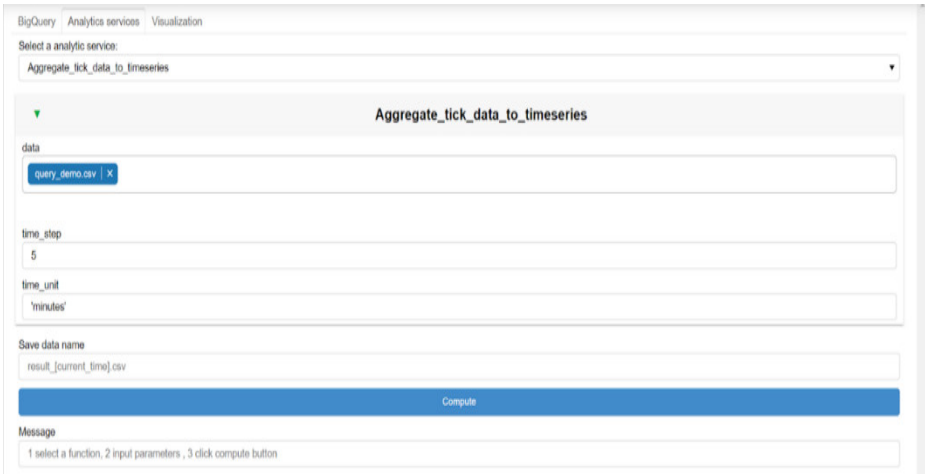 BigQuery Analytics services Visualization
Select a analytic service:
Aggregate_tick_data_to_timeseries
Aggregate_tick_data_to_timeseries
data
query_demo.csv X
time_step
5
time_unit
'minutes'
Save data name
result_[current_time].csv
Compute
Message
1 select a function, 2 input parameters , 3 click compute button